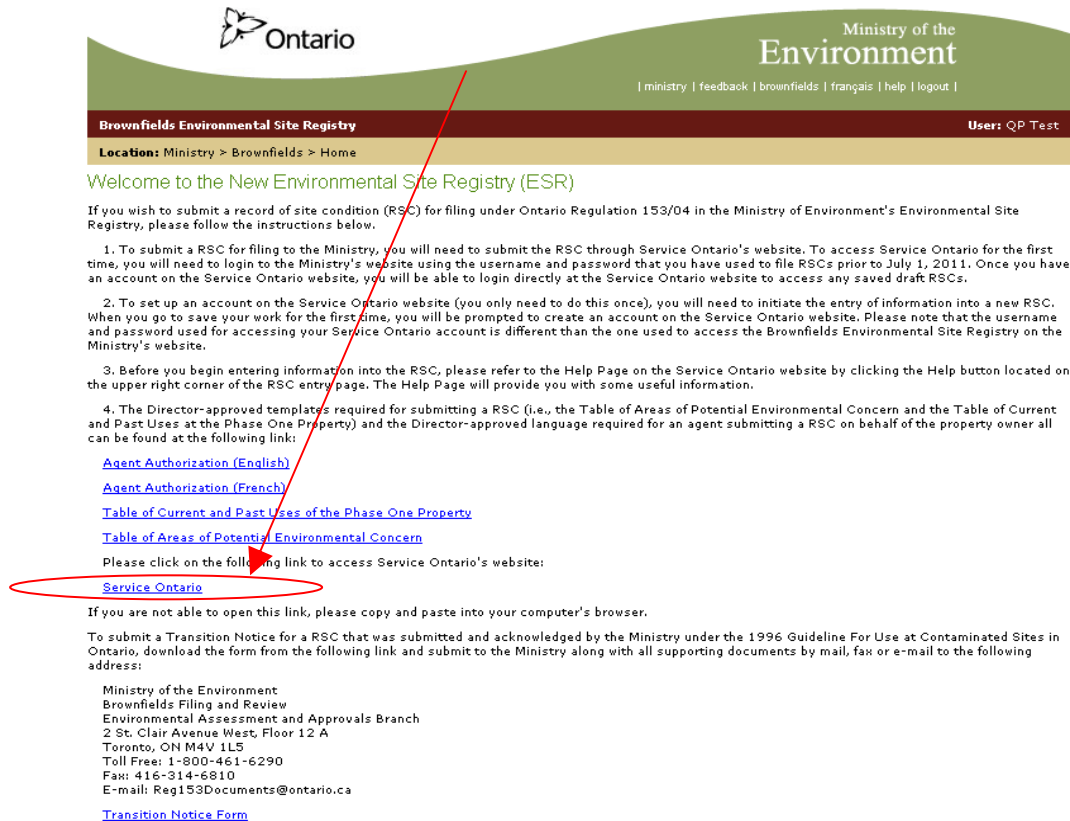 Ontario
Ministry of the
Environment
| ministry | feedback | brownfields | français | help | logout |
Brownfields Environmental Site Registry
User: QP Test
Location: Ministry > Brownfields > Home
Welcome to the New Environmental Site Registry (ESR)
If you wish to submit a record of site condition (RSC) for filing under Ontario Regulation 153/04 in the Ministry of Environment's Environmental Site
Registry, please follow the instructions below.
1. To submit a RSC for filing to the Ministry, you will need to submit the RSC through Service Ontario's website. To access Service Ontario for the first
time, you will need to login to the Ministry's website using the username and password that you have used to file RSCs prior to July 1, 2011. Once you have
an account on the Service Ontario website, you will be able to login directly at the Service Ontario website to access any saved draft RSCs.
2. To set up an account on the Service Ontario website (you only need to do this once), you will need to initiate the entry of information into a new RSC.
When you go to save your work for the first time, you will be prompted to create an account on the Service Ontario website. Please note that the username
and password used for accessing your Service Ontario account is different than the one used to access the Brownfields Environmental Site Registry on the
Ministry's website.
3. Before you begin entering information into the RSC, please refer to the Help Page on the Service Ontario website by clicking the Help button located on
the upper right corner of the RSC entry page. The Help Page will provide you with some useful information.
4. The Director-approved templates required for submitting a RSC (i.e., the Table of Areas of Potential Environmental Concern and the Table of Current
and Past Uses at the Phase One Property) and the Director-approved language required for an agent submitting a RSC on behalf of the property owner all
can be found at the following link:
Agent Authorization (English)
Agent Authorization (French)
Table of Current and Past Uses of the Phase One Property
Table of Areas of Potential Environmental Concern
Please click on the following link to access Service Ontario's website:
Service Ontario
If you are not able to open this link, please copy and paste into your computer's browser.
To submit a Transition Notice for a RSC that was submitted and acknowledged by the Ministry under the 1996 Guideline For Use at Contaminated Sites in
Ontario, download the form from the following link and submit to the Ministry along with all supporting documents by mail, fax or e-mail to the following
address:
Ministry of the Environment
Brownfields Filing and Review
Environmental Assessment and Approvals Branch
2 St. Clair Avenue West, Floor 12 A
Toronto, ON M4V 1L5
Toll Free: 1-800-461-6290
Fax: 416-314-6810
E-mail: Reg153Documents@ontario.ca
Transition Notice Form